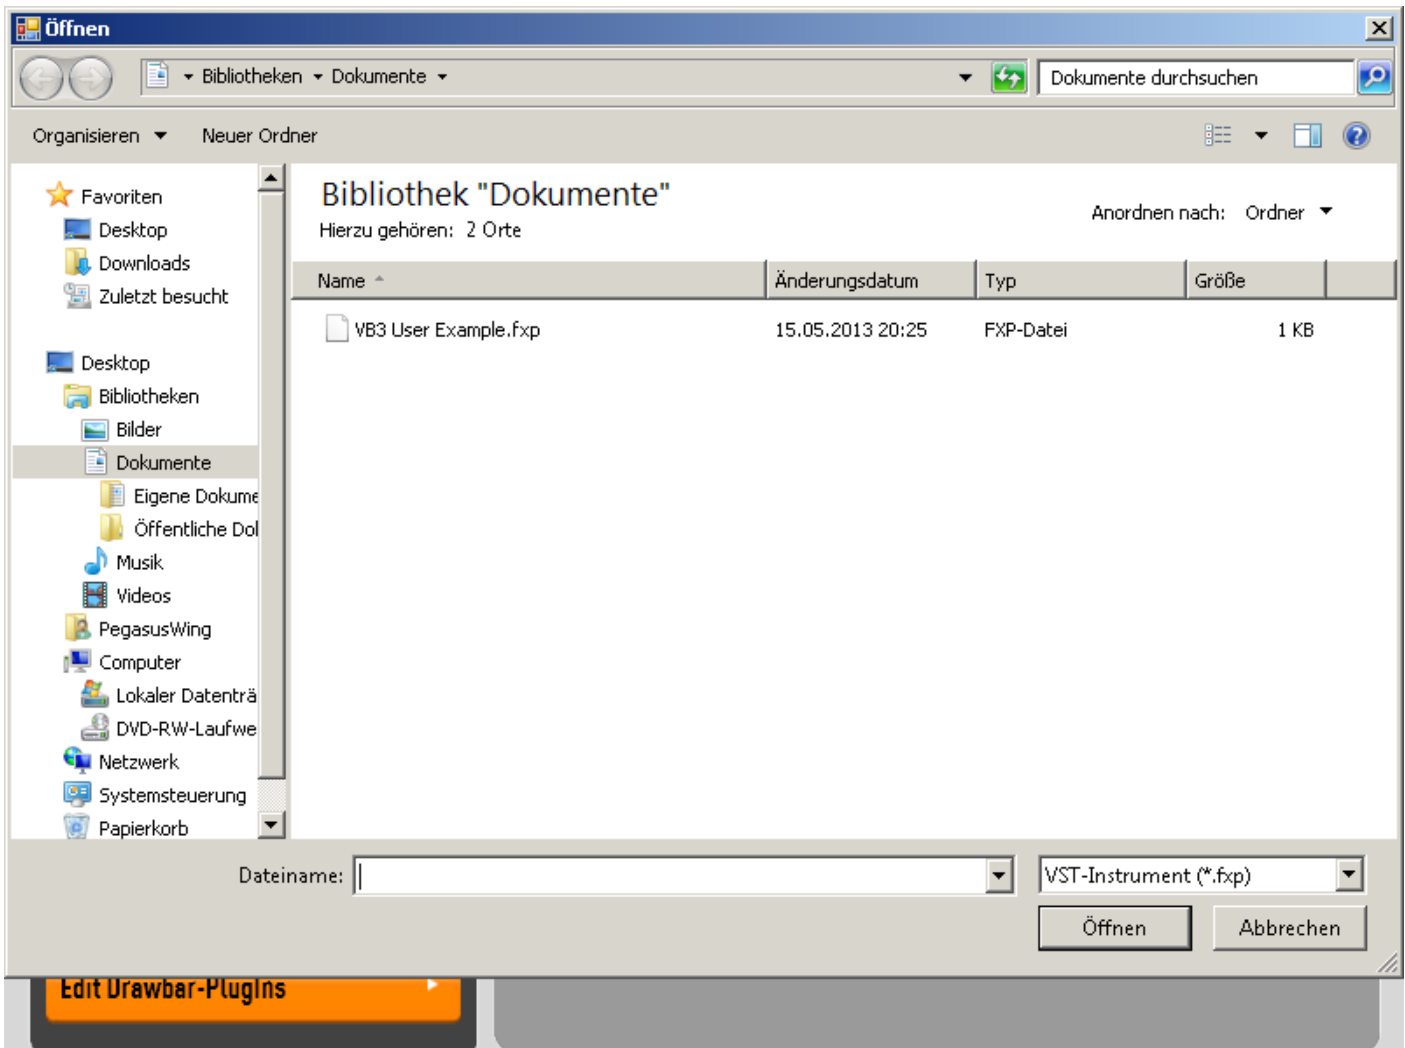 Öffnen
Bibliotheken Dokumente
Dokumente durchsuchen
Organisieren Neuer Ordner
Favoriten
Desktop
Downloads
Zuletzt besucht
Desktop
Bibliotheken
Bilder
Dokumente
Eigene Dokume
Öffentliche Dol
Musik
Videos
PegasusWing
Computer
Lokaler Datenträ
DVD-RW-Laufwe
Netzwerk
Systemsteuerung
Papierkorb
Bibliothek "Dokumente"
Hierzu gehören: 2 Orte
Anordnen nach: Ordner
Name Änderungsdatum Typ Größe
VB3 User Example.fxp 15.05.2013 20:25 FXP-Datei 1 KB
Dateiname:
VST-Instrument (*.fxp)
Öffnen Abbrechen
Edit Drawbar-PlugIns